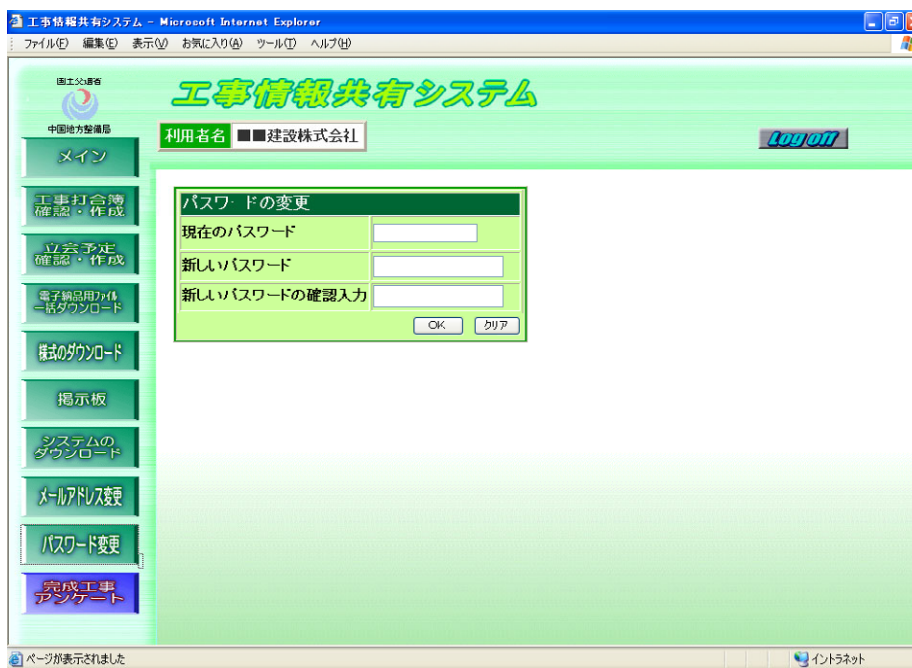 工事情報共有システム - Microsoft Internet Explorer
ファイル(F) 編集(E) 表示(V) お気に入り(A) ツール(T) ヘルプ(H)
国土交通省
中国地方整備局
工事情報共有システム
利用者名 ■■建設株式会社
Log off
メイン
工事打合簿
確認・作成
立会予定
確認・作成
電子納品用ファイル
一括ダウンロード
様式のダウンロード
掲示板
システムの
ダウンロード
メールアドレス変更
パスワード変更
完成工事
アンケート
パスワードの変更
現在のパスワード
新しいパスワード
新しいパスワードの確認入力
OK クリア
ページが表示されました
イントラネット